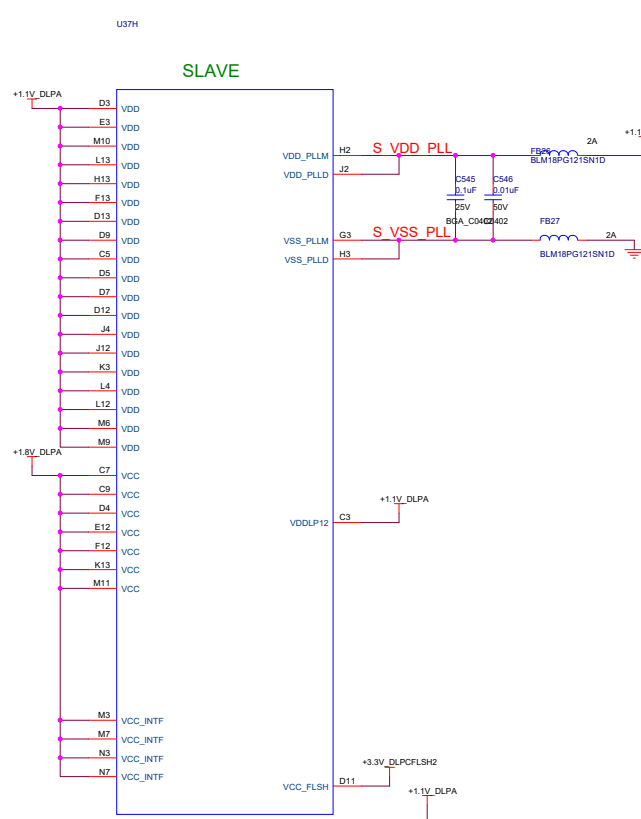 U37H
SLAVE
+1.1V_DLPA
D3 VDD
E3 VDD
M10 VDD
L13 VDD
H13 VDD
F13 VDD
D13 VDD
D9 VDD
C5 VDD
D5 VDD
D7 VDD
D12 VDD
J4 VDD
J12 VDD
K3 VDD
L4 VDD
L12 VDD
M6 VDD
M9 VDD
+1.8V_DLPA
C7 VCC
C9 VCC
D4 VCC
E12 VCC
F12 VCC
K13 VCC
M11 VCC
M3 VCC_INTF
M7 VCC_INTF
N3 VCC_INTF
N7 VCC_INTF
VDD_PLLM H2
S_VDD_PLL
VDD_PLLD J2
C545
0.1uF
25V
BGA_C0402
C546
0.01uF
50V
FB26
2A
BLM18PG121SN1D
+1.1
VSS_PLLM G3
S_VSS_PLL
VSS_PLLD H3
FB27
2A
BLM18PG121SN1D
+1.1V_DLPA
VDDLP12 C3
+3.3V_DLPCFLSH2
VCC_FLSH D11
+1.1V_DLPA